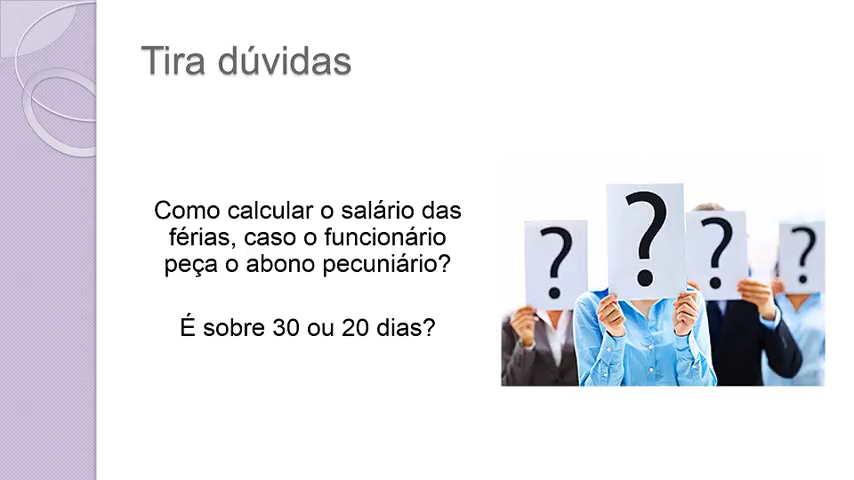 Tira dúvidas
Como calcular o salário das
férias, caso o funcionário
peça o abono pecuniário?
É sobre 30 ou 20 dias?
? ? ? ?